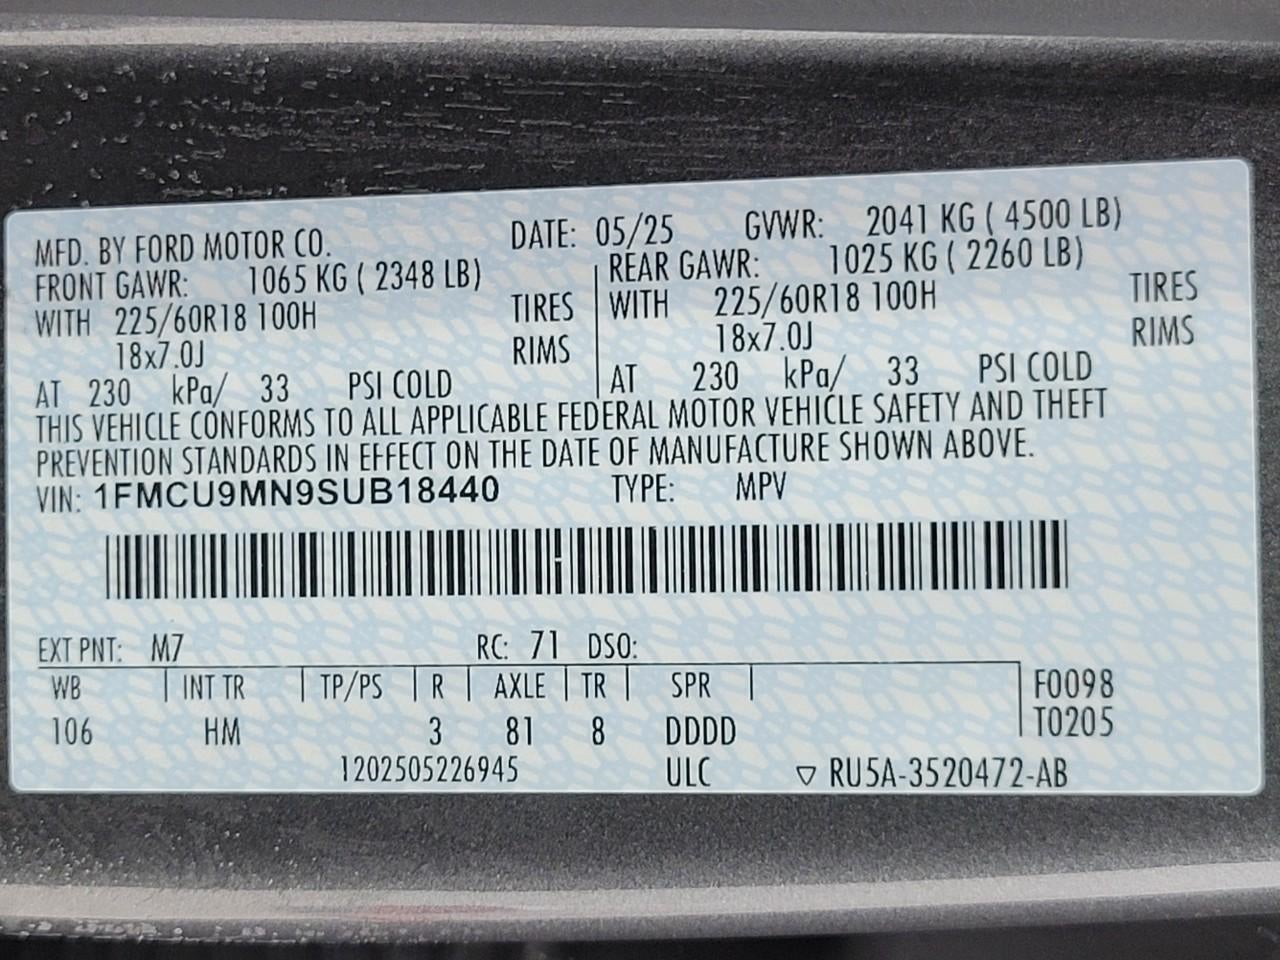 MFD. BY FORD MOTOR CO. DATE: 05/25 GVWR: 2041 KG ( 4500 LB)
FRONT GAWR: 1065 KG ( 2348 LB) REAR GAWR: 1025 KG ( 2260 LB)
WITH 225/60R18 100H TIRES WITH 225/60R18 100H TIRES
18x7.0J RIMS 18x7.0J RIMS
AT 230 kPa/ 33 PSI COLD AT 230 kPa/ 33 PSI COLD
THIS VEHICLE CONFORMS TO ALL APPLICABLE FEDERAL MOTOR VEHICLE SAFETY AND THEFT
PREVENTION STANDARDS IN EFFECT ON THE DATE OF MANUFACTURE SHOWN ABOVE.
VIN: 1FMCU9MN9SUB18440 TYPE: MPV
EXT PNT: M7 RC: 71 DSO:
WB INT TR TP/PS R AXLE TR SPR F0098
106 HM 3 81 8 DDDD T0205
1202505226945 ULC ▽ RU5A-3520472-AB